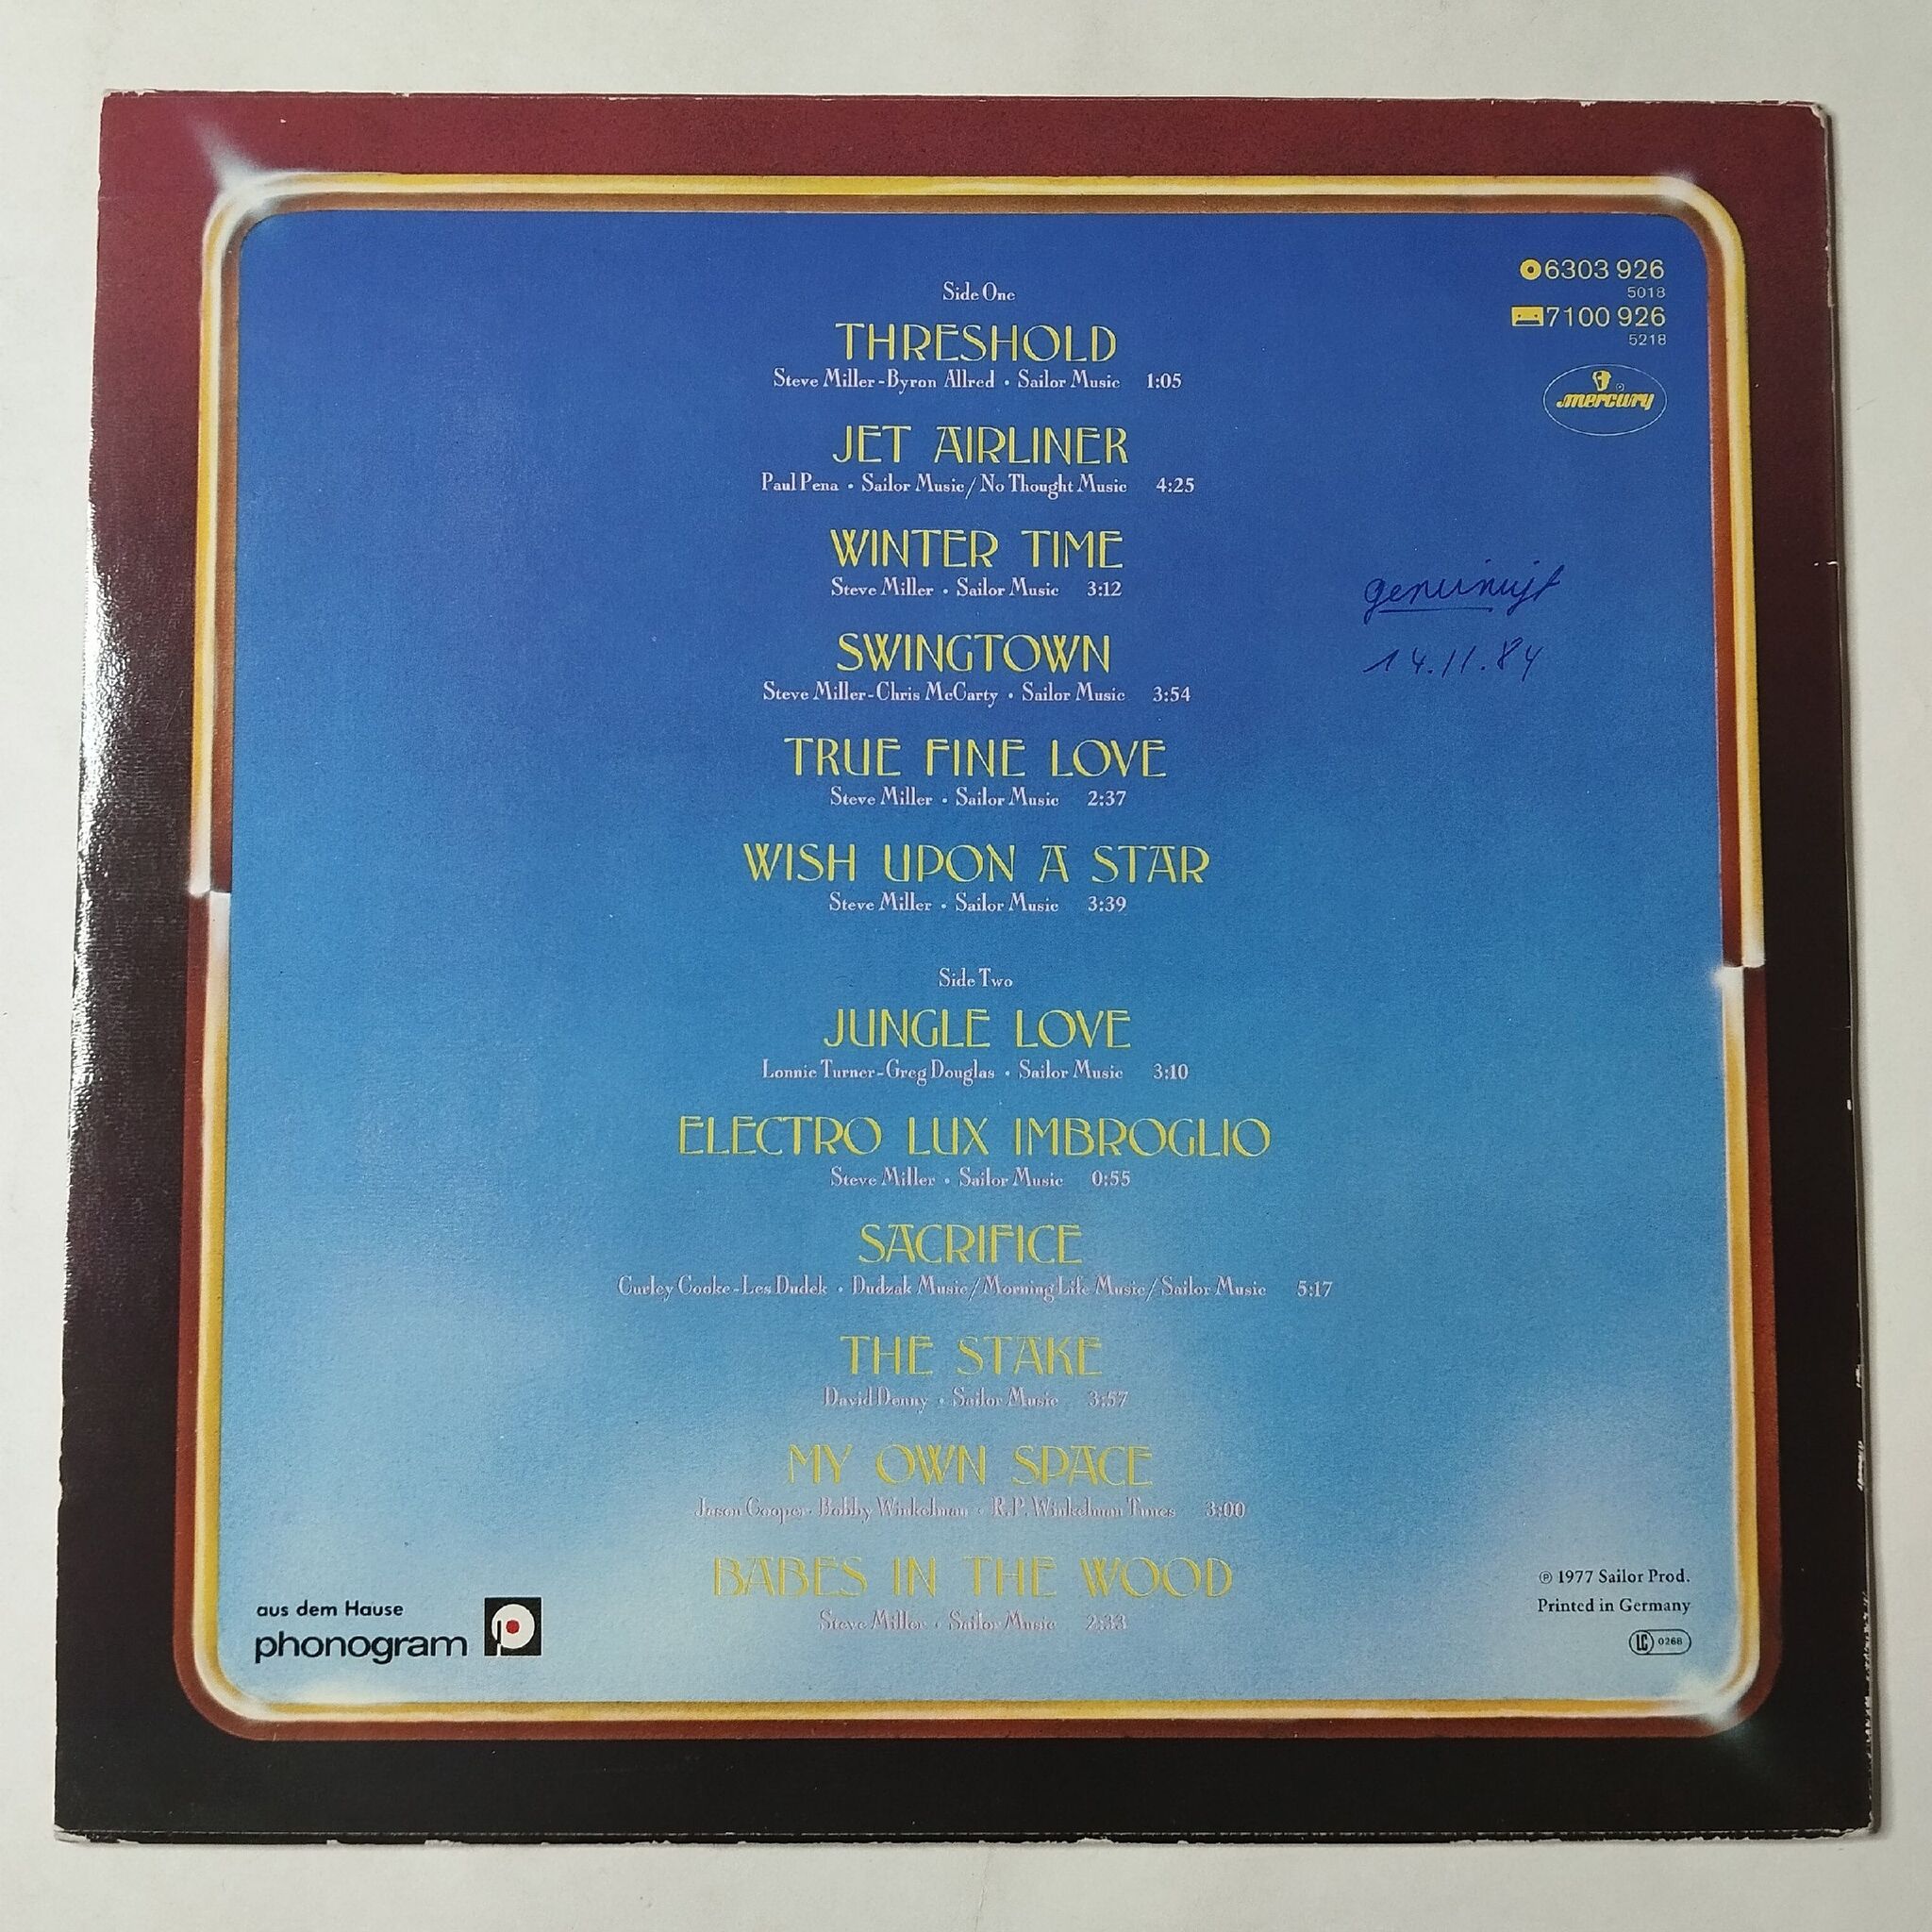 Side One
THRESHOLD
Steve Miller-Byron Allred • Sailor Music 1:05
JET AIRLINER
Paul Pena • Sailor Music/No Thought Music 4:25
WINTER TIME
Steve Miller • Sailor Music 3:12
SWINGTOWN
Steve Miller-Chris McCarty • Sailor Music 3:54
TRUE FINE LOVE
Steve Miller • Sailor Music 2:37
WISH UPON A STAR
Steve Miller • Sailor Music 3:39
Side Two
JUNGLE LOVE
Lonnie Turner-Greg Douglas • Sailor Music 3:10
ELECTRO LUX IMBROGLIO
Steve Miller • Sailor Music 0:55
SACRIFICE
Curley Cooke-Les Dudek • Dudzak Music/Morning Life Music/Sailor Music 5:17
THE STAKE
David Denny • Sailor Music 3:57
MY OWN SPACE
Jason Cooper-Bobby Winkelman • R.P. Winkelman Tunes 3:00
BABES IN THE WOOD
Steve Miller • Sailor Music 2:33
6303 926
5018
7100 926
5218
mercury
14.11.84
aus dem Hause
phonogram
℗ 1977 Sailor Prod.
Printed in Germany
LC 0268